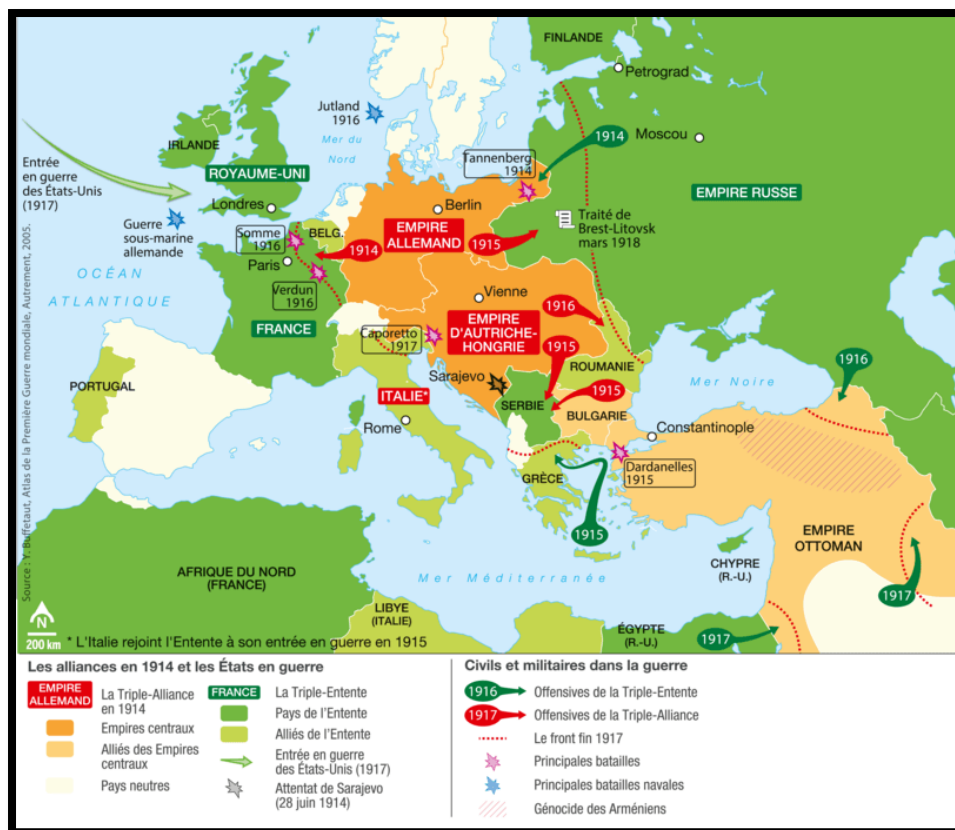 FINLANDE
Petrograd
Jutland
1916
Mer du
Nord
Moscou
1914
Tannenberg
1914
IRLANDE
ROYAUME-UNI
Entrée
en guerre
des États-Unis
(1917)
EMPIRE RUSSE
Londres
Berlin
Guerre
sous-marine
allemande
Somme
1916
BELG.
EMPIRE
ALLEMAND
1914
1915
Traité de
Brest-Litovsk
mars 1918
Paris
OCÉAN
ATLANTIQUE
Verdun
1916
Vienne
1916
FRANCE
EMPIRE
D'AUTRICHE-
HONGRIE
Caporetto
1917
1915
1916
Sarajevo
ROUMANIE
Mer Noire
PORTUGAL
ITALIE*
SERBIE
1915
BULGARIE
Rome
Constantinople
GRÈCE
Dardanelles
1915
1915
EMPIRE
OTTOMAN
CHYPRE
(R.-U.)
AFRIQUE DU NORD
(FRANCE)
Mer Méditerranée
1917
LIBYE
(ITALIE)
ÉGYPTE
(R.-U.)
1917
N
200 km
* L'Italie rejoint l'Entente à son entrée en guerre en 1915
Source : Y. Buffetaut, Atlas de la Première Guerre mondiale, Autrement, 2005.
Les alliances en 1914 et les États en guerre
EMPIRE
ALLEMAND
La Triple-Alliance
en 1914
Empires centraux
Alliés des Empires
centraux
Pays neutres
FRANCE
La Triple-Entente
Pays de l'Entente
Alliés de l'Entente
Entrée en guerre
des États-Unis (1917)
Attentat de Sarajevo
(28 juin 1914)
Civils et militaires dans la guerre
1916
Offensives de la Triple-Entente
1917
Offensives de la Triple-Alliance
Le front fin 1917
Principales batailles
Principales batailles navales
Génocide des Arméniens